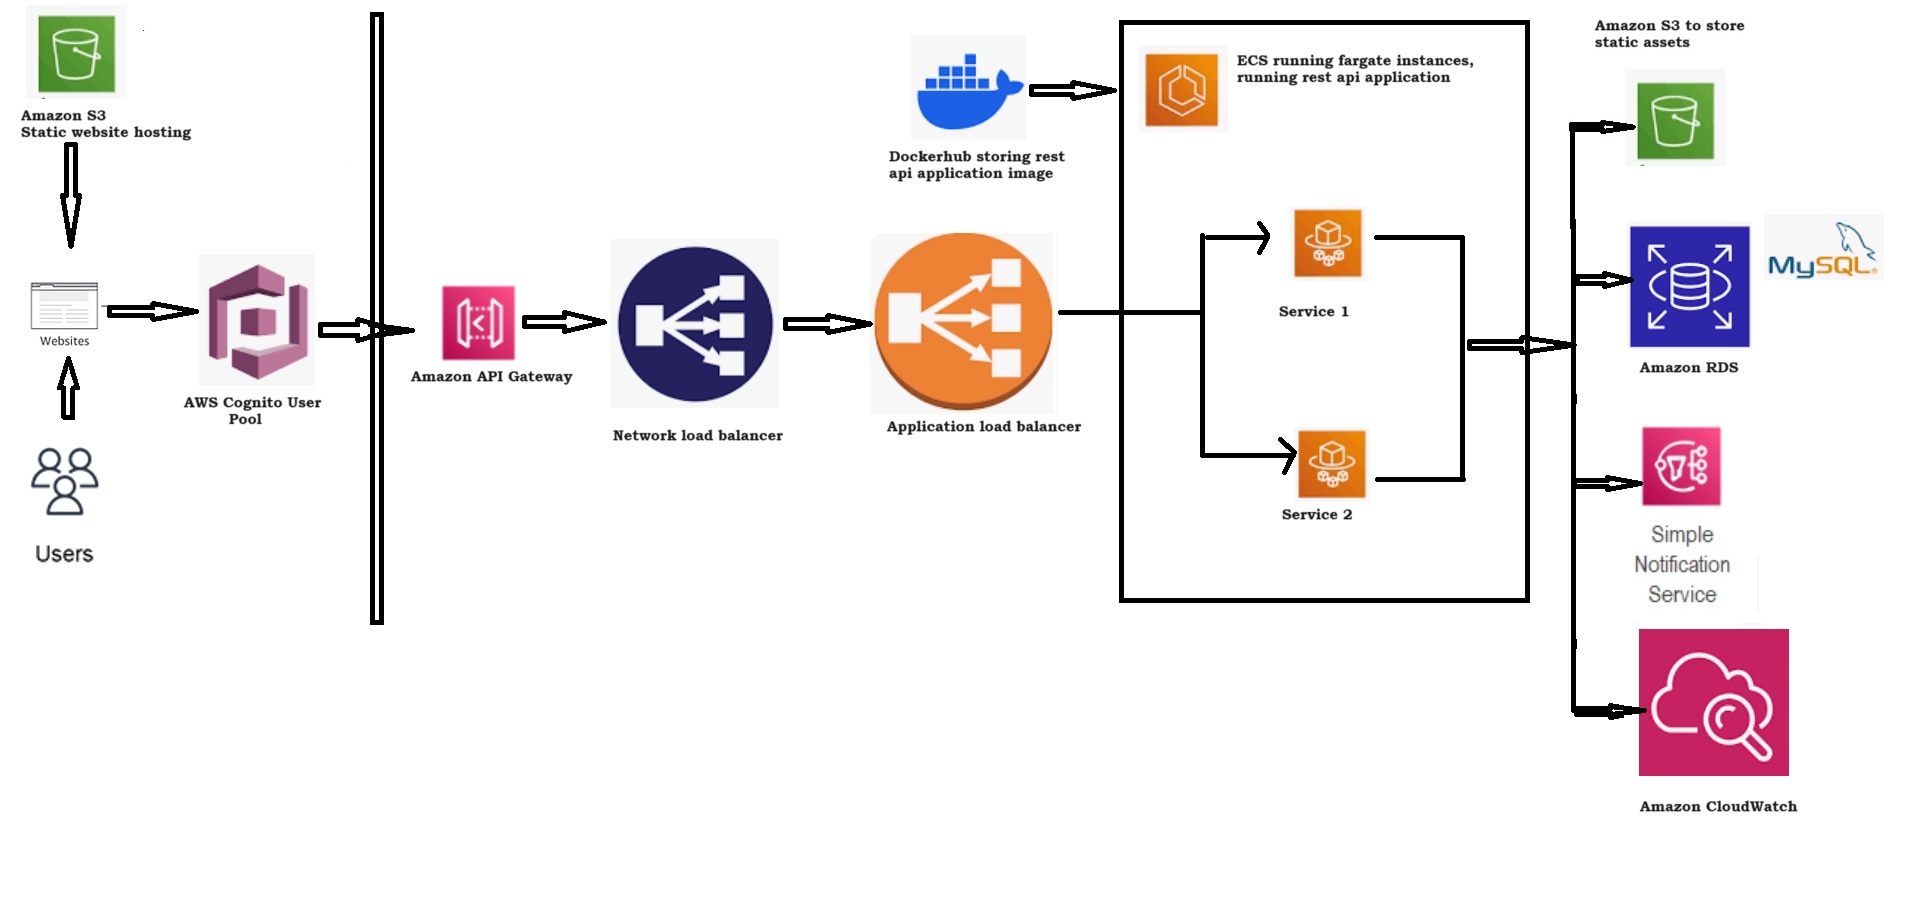 Amazon S3
Static website hosting
Websites
Users
AWS Cognito User
Pool
Amazon API Gateway
Network load balancer
Application load balancer
Dockerhub storing rest
api application image
ECS running fargate instances,
running rest api application
Service 1
Service 2
Amazon S3 to store
static assets
MySQL
Amazon RDS
Simple
Notification
Service
Amazon CloudWatch